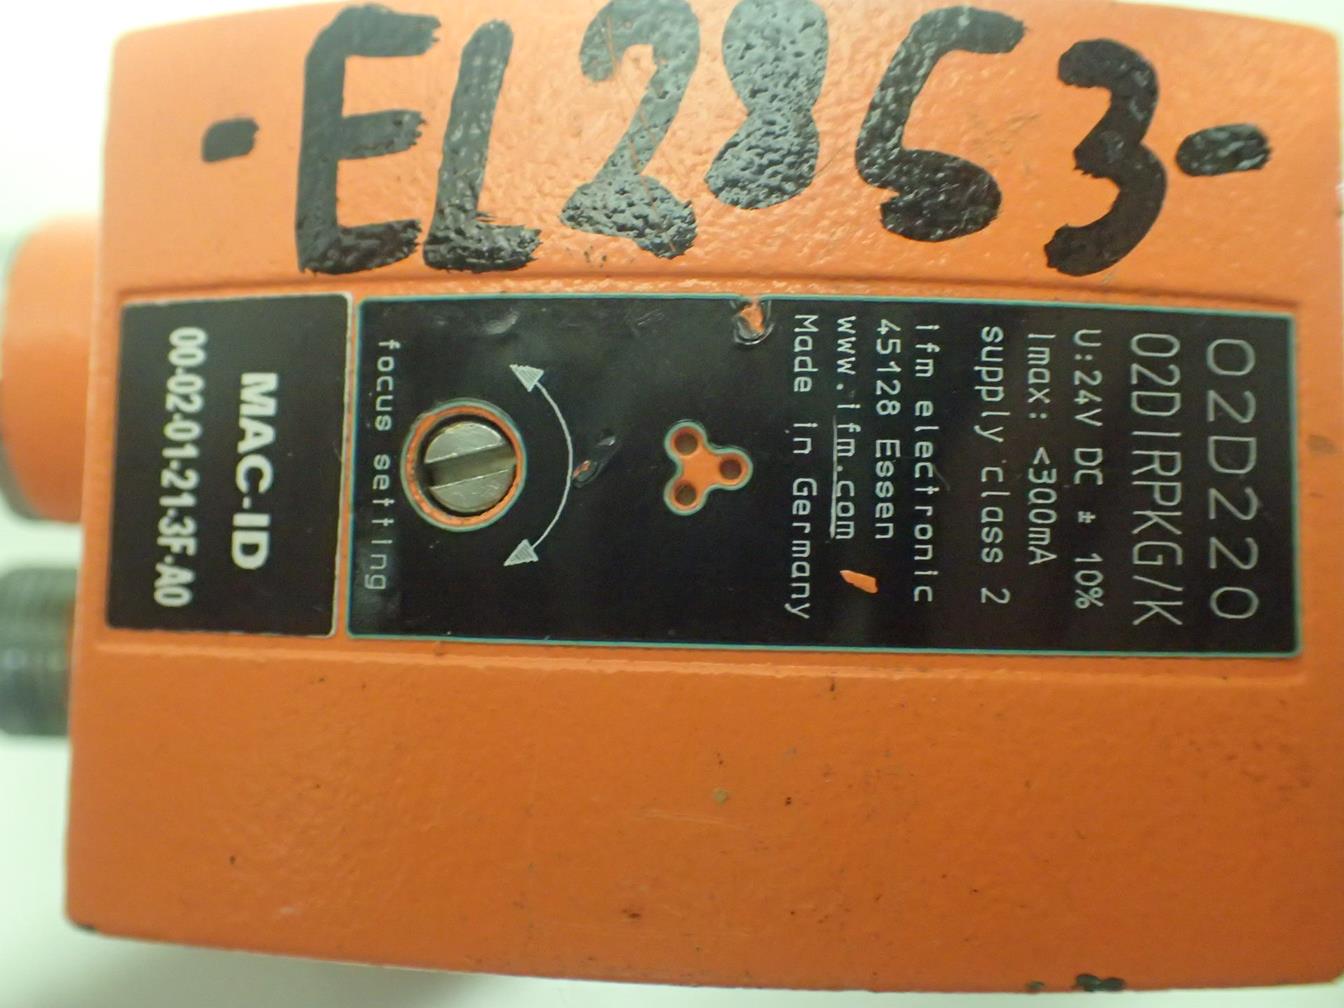 -EL2853-
O2D220
O2DIRPKG/K
U:24V DC ± 10%
Imax: <300mA
supply class 2
ifm electronic
45128 Essen
www.ifm.com
Made in Germany
focus setting
MAC-ID
00-02-01-21-3F-A0